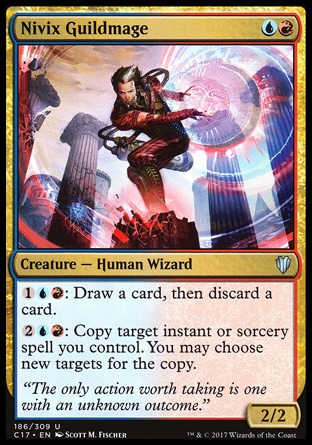 Nivix Guildmage
Creature — Human Wizard
1: Draw a card, then discard a
card.
2: Copy target instant or sorcery
spell you control. You may choose
new targets for the copy.
“The only action worth taking is one
with an unknown outcome.”
2/2
186/309 U
C17 • EN Scott M. Fischer
™ & © 2017 Wizards of the Coast